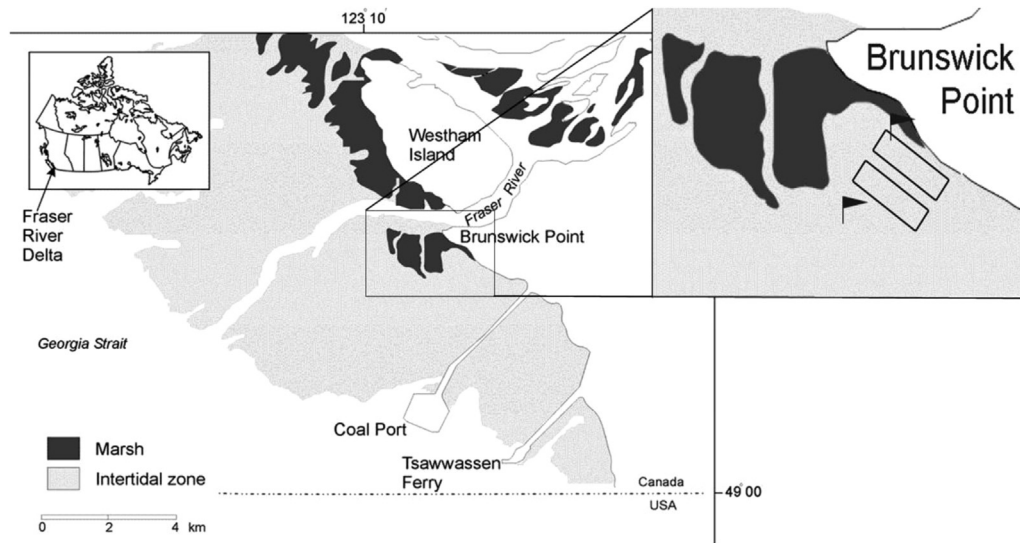 123° 10'
Brunswick
Point
Westham
Island
Fraser River
Fraser
River
Delta
Brunswick Point
Georgia Strait
Coal Port
Marsh
Tsawwassen
Ferry
Intertidal zone
Canada
49° 00
USA
0 2 4 km